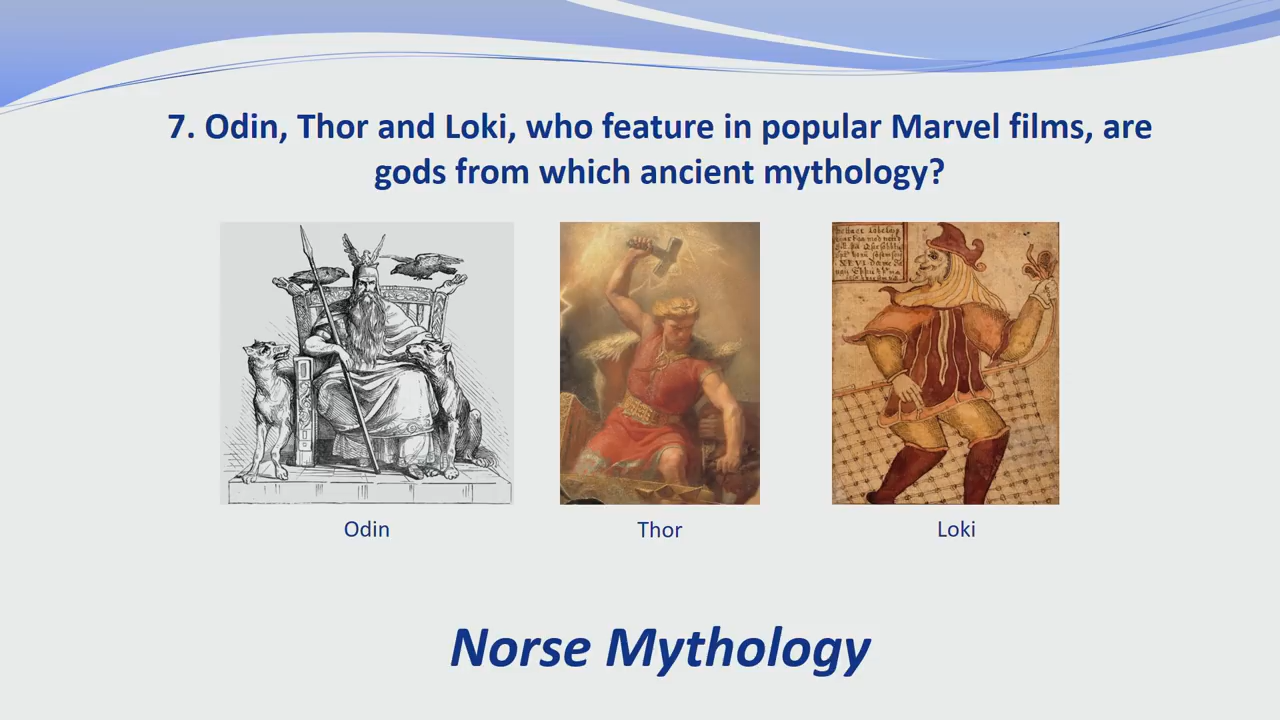 7. Odin, Thor and Loki, who feature in popular Marvel films, are
gods from which ancient mythology?
Odin
Thor
Loki
Norse Mythology